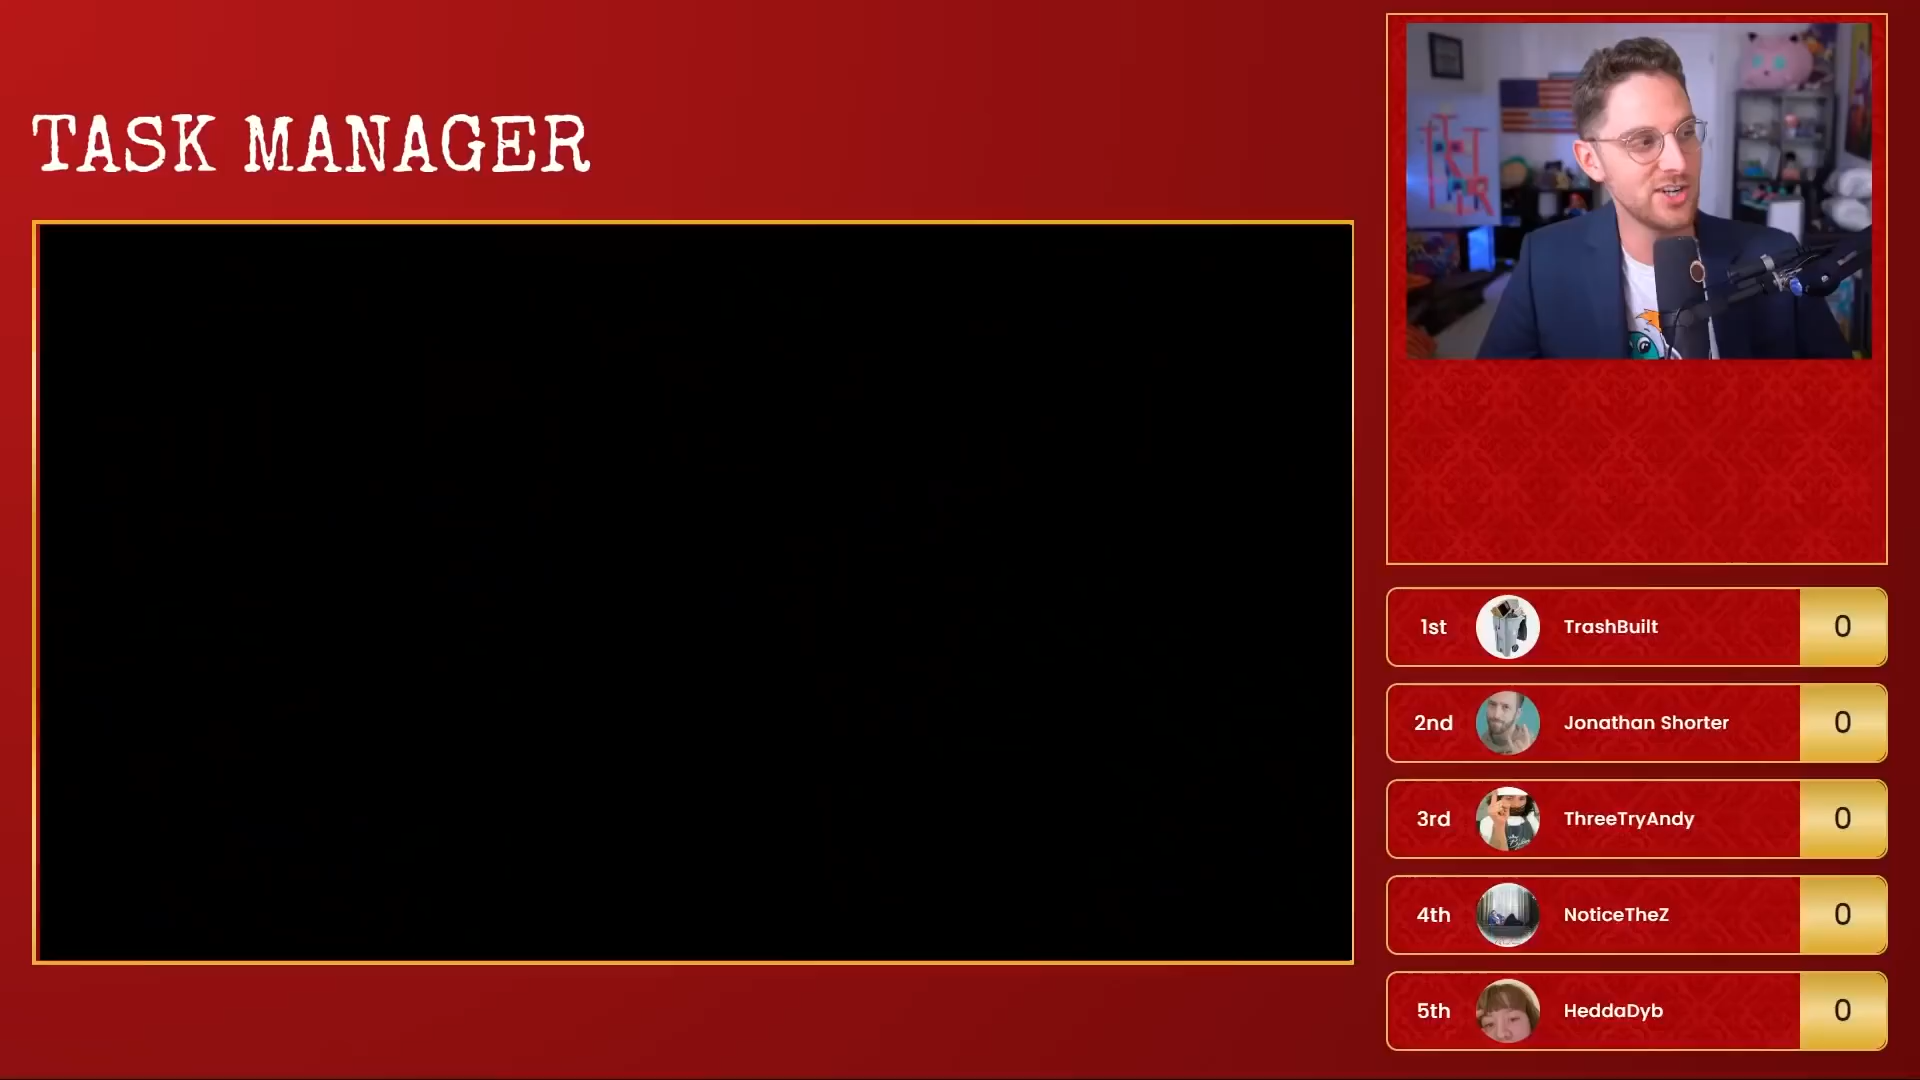 TASK MANAGER
1st TrashBuilt 0
2nd Jonathan Shorter 0
3rd ThreeTryAndy 0
4th NoticeTheZ 0
5th HeddaDyb 0